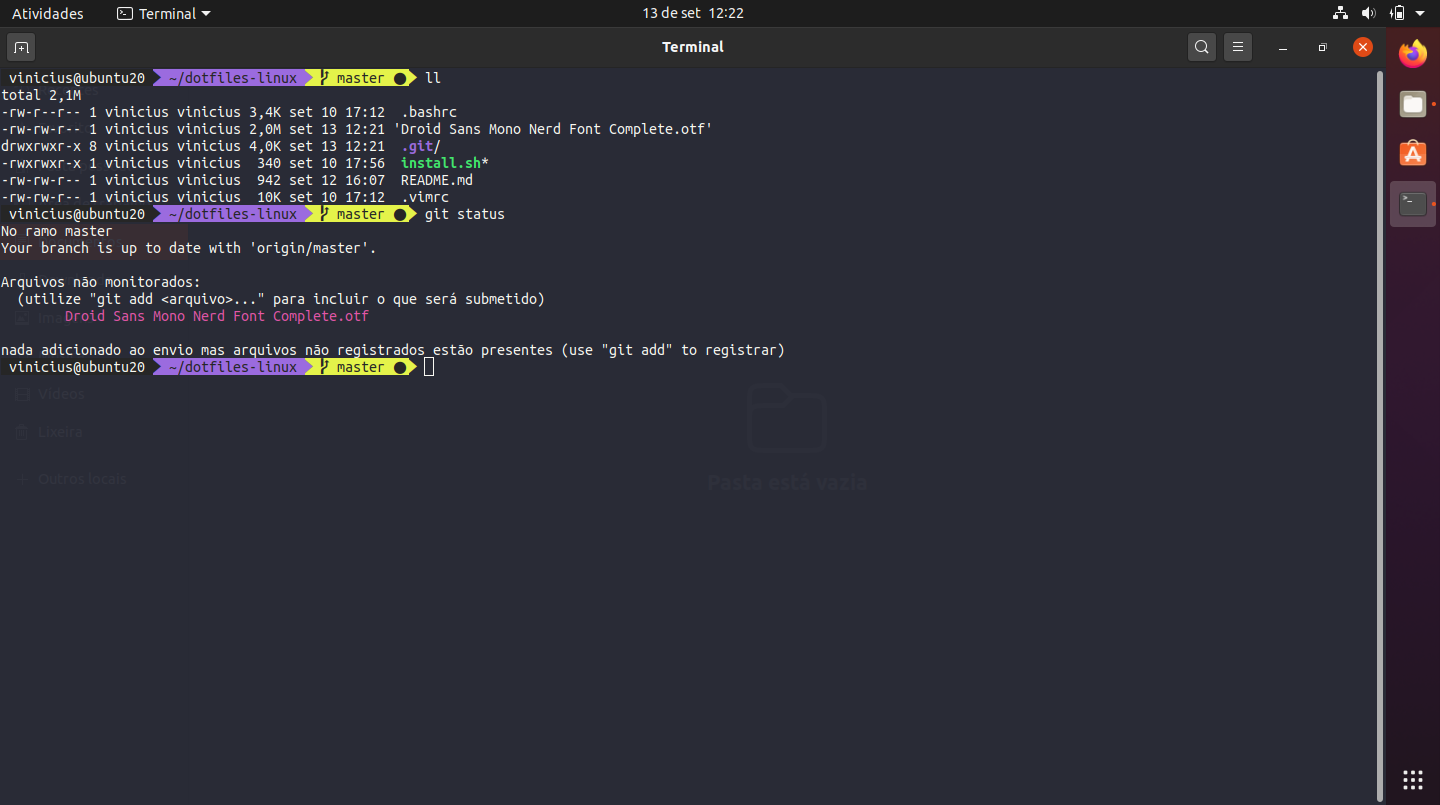 Atividades Terminal 13 de set 12:22
Terminal
vinicius@ubuntu20 ~/dotfiles-linux master ● ll
total 2,1M
-rw-r--r-- 1 vinicius vinicius 3,4K set 10 17:12  .bashrc
-rw-rw-r-- 1 vinicius vinicius 2,0M set 13 12:21 'Droid Sans Mono Nerd Font Complete.otf'
drwxrwxr-x 8 vinicius vinicius 4,0K set 13 12:21  .git/
-rwxrwxr-x 1 vinicius vinicius  340 set 10 17:56  install.sh*
-rw-rw-r-- 1 vinicius vinicius  942 set 12 16:07  README.md
-rw-rw-r-- 1 vinicius vinicius  10K set 10 17:12  .vimrc
vinicius@ubuntu20 ~/dotfiles-linux master ● git status
No ramo master
Your branch is up to date with 'origin/master'.
Arquivos não monitorados:
(utilize "git add <arquivo>..." para incluir o que será submetido)
Droid Sans Mono Nerd Font Complete.otf
nada adicionado ao envio mas arquivos não registrados estão presentes (use "git add" to registrar)
vinicius@ubuntu20 ~/dotfiles-linux master ●
Vídeos
Lixeira
+ Outros locais
Pasta está vazia